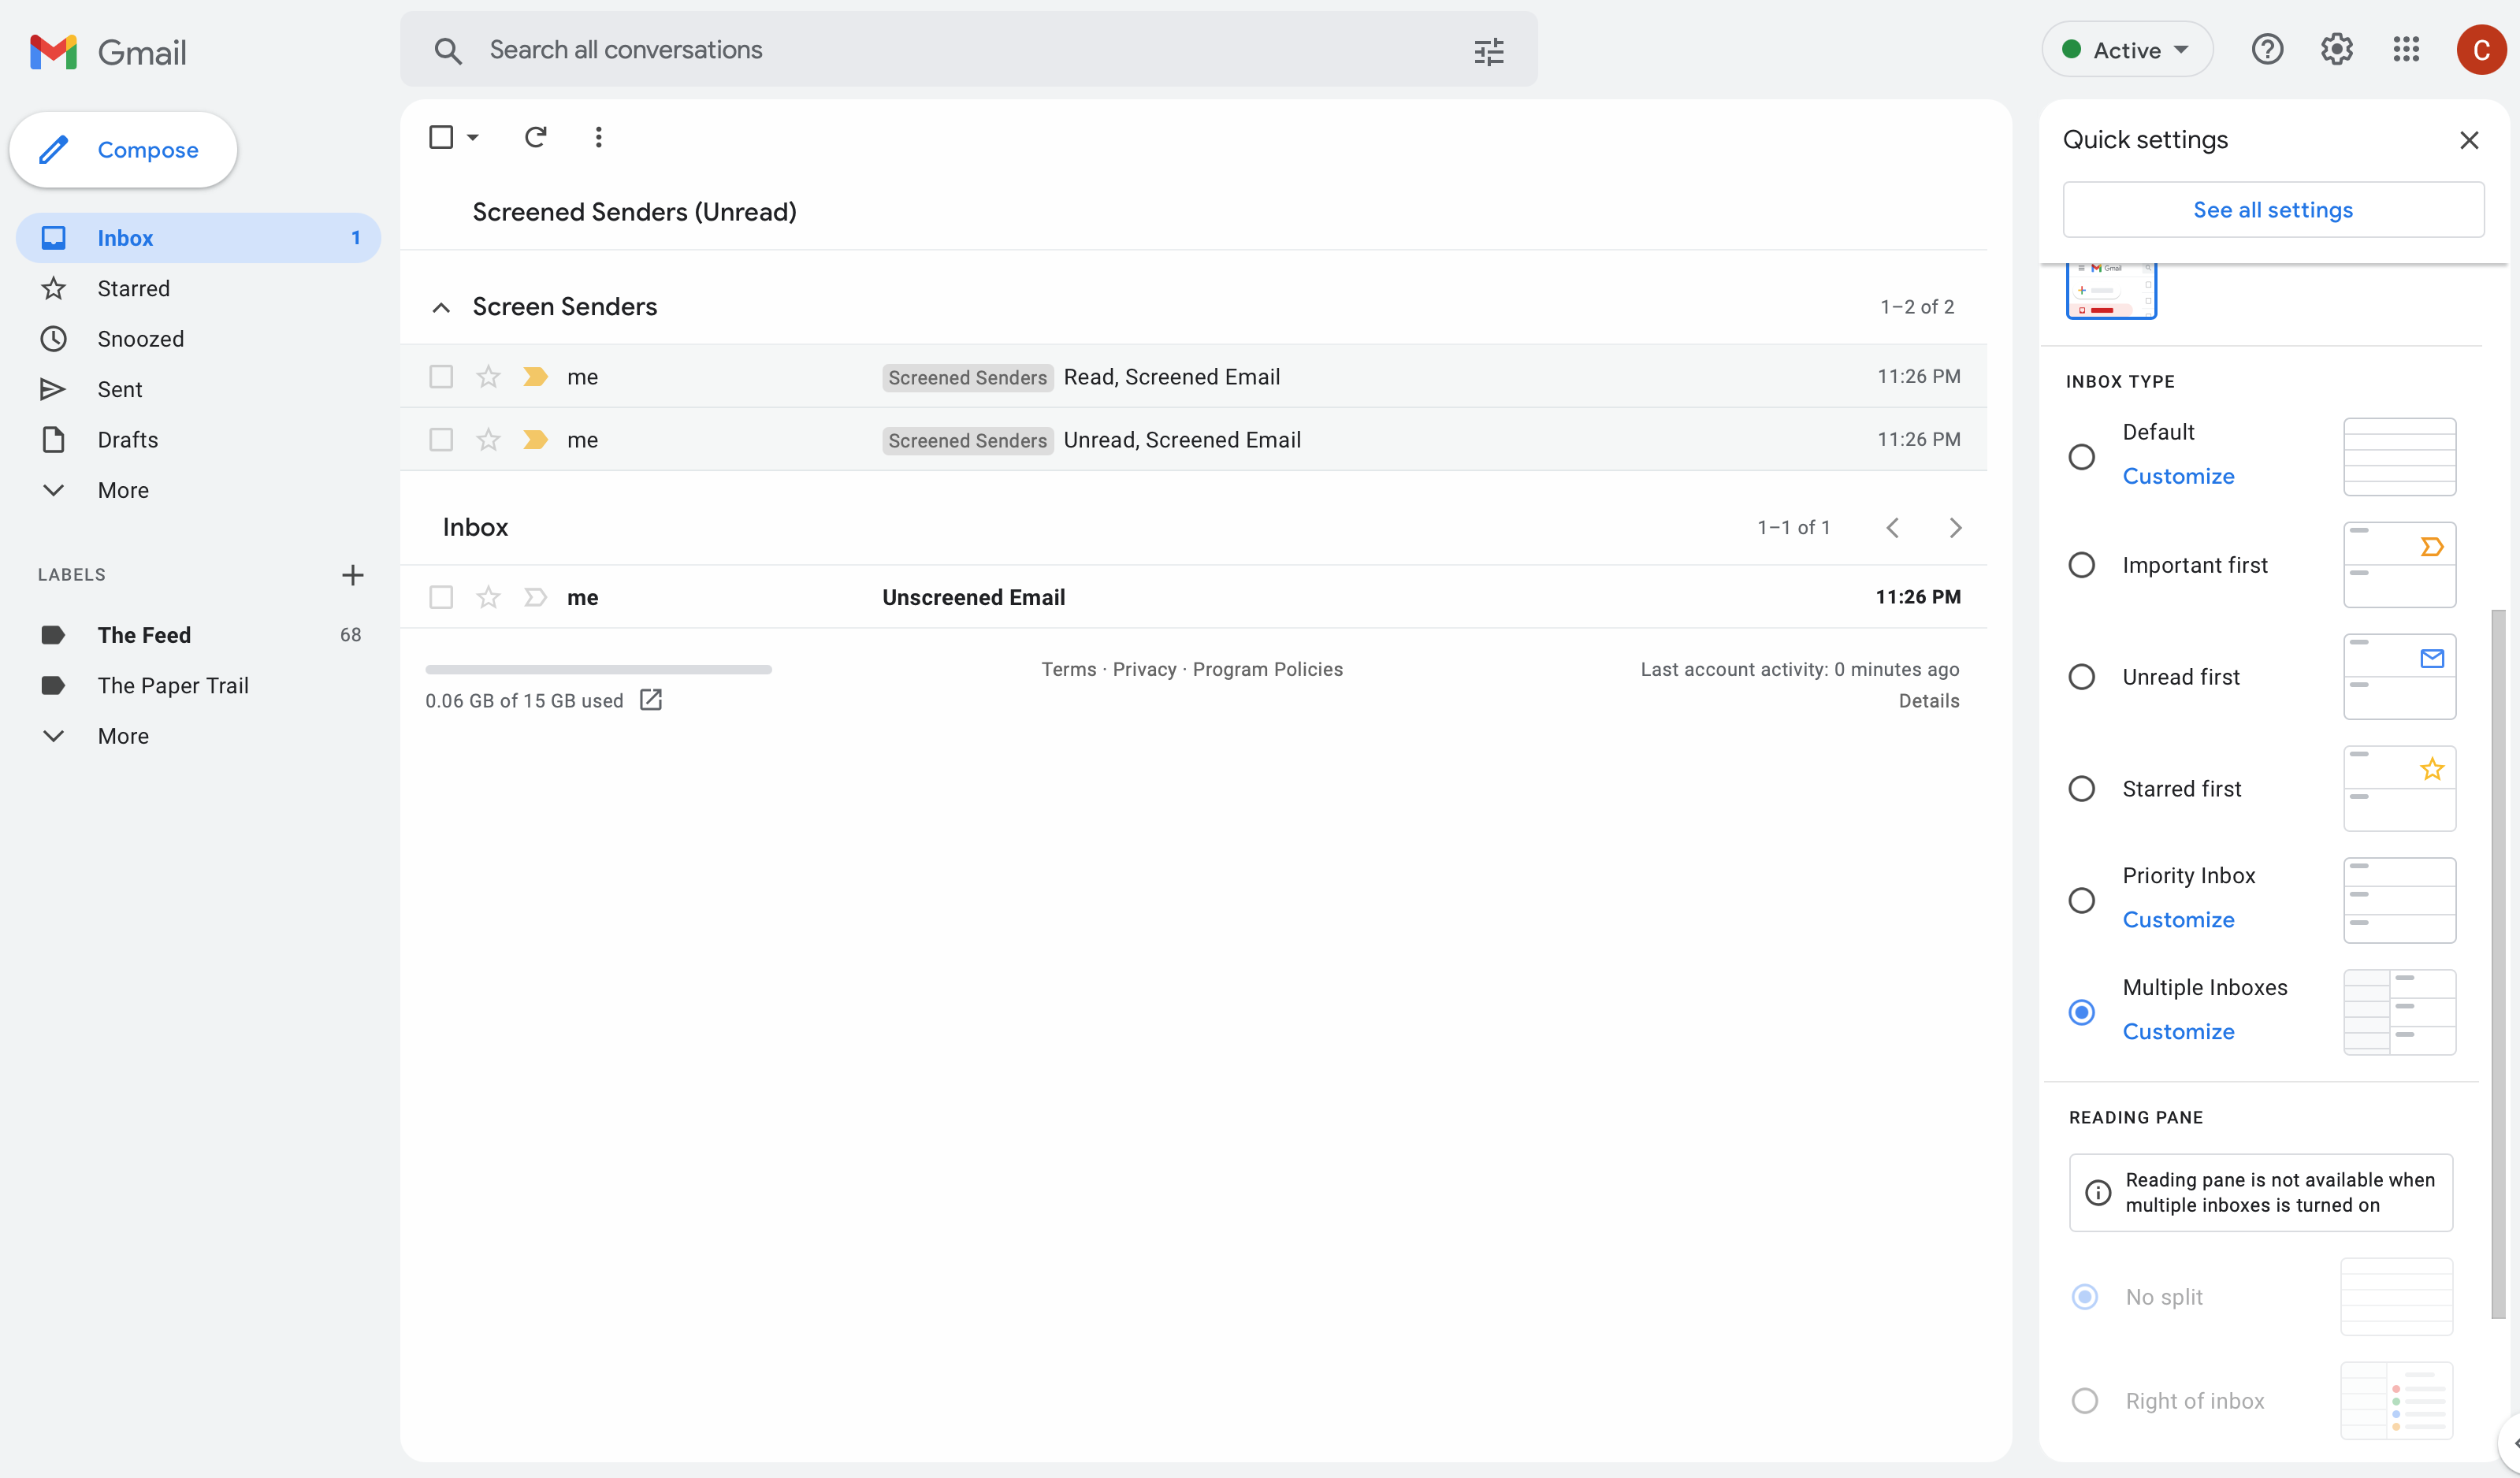 Gmail
Search all conversations
Active
C
Compose
Inbox 1
Starred
Snoozed
Sent
Drafts
More
LABELS
The Feed 68
The Paper Trail
More
Screened Senders (Unread)
Screen Senders 1–2 of 2
me Screened Senders Read, Screened Email 11:26 PM
me Screened Senders Unread, Screened Email 11:26 PM
Inbox 1–1 of 1
me Unscreened Email 11:26 PM
0.06 GB of 15 GB used
Terms · Privacy · Program Policies
Last account activity: 0 minutes ago
Details
Quick settings
See all settings
Gmail
INBOX TYPE
Default
Customize
Important first
Unread first
Starred first
Priority Inbox
Customize
Multiple Inboxes
Customize
READING PANE
Reading pane is not available when
multiple inboxes is turned on
No split
Right of inbox